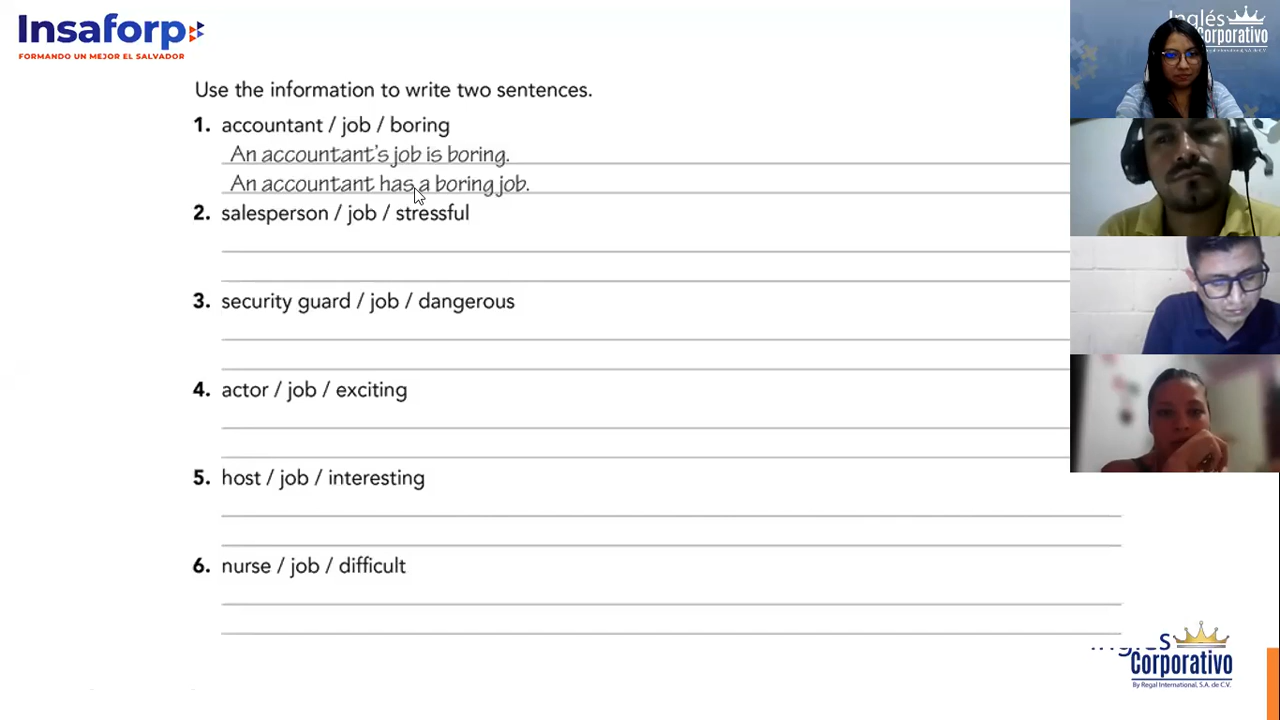 Insaforp
FORMANDO UN MEJOR EL SALVADOR
Inglés
Corporativo
Use the information to write two sentences.
1. accountant / job / boring
An accountant's job is boring.
An accountant has a boring job.
2. salesperson / job / stressful
3. security guard / job / dangerous
4. actor / job / exciting
5. host / job / interesting
6. nurse / job / difficult
Corporativo
By Regal International, S.A. de C.V.